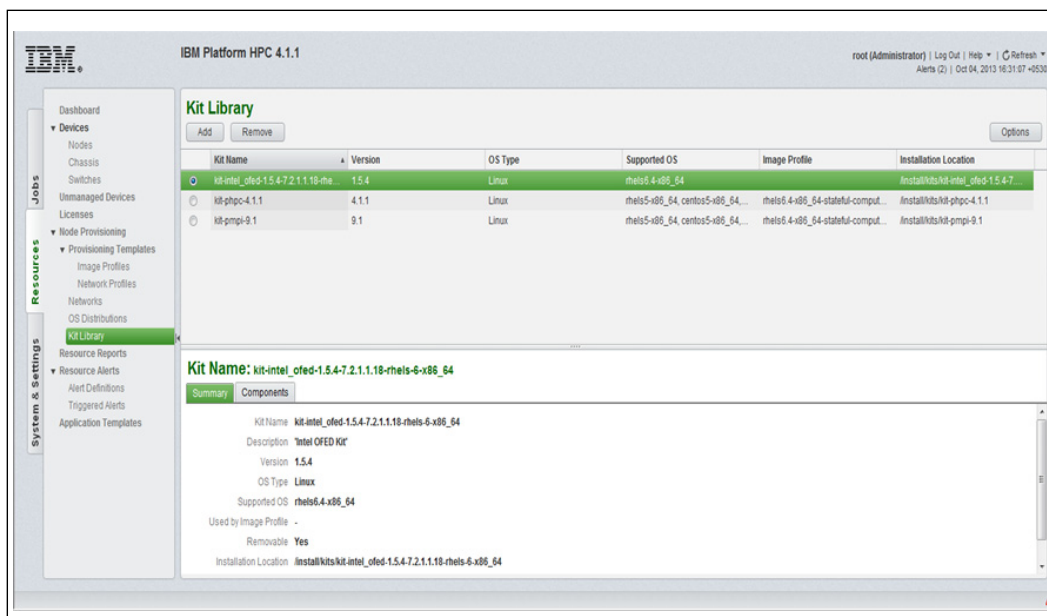 IBM.
IBM Platform HPC 4.1.1
root (Administrator) | Log Out | Help ▾ | Refresh ▾
Alerts (2) | Oct 04, 2013 16:31:07 +0530
Jobs
Resources
System & Settings
Dashboard
Devices
Nodes
Chassis
Switches
Unmanaged Devices
Licenses
Node Provisioning
Provisioning Templates
Image Profiles
Network Profiles
Networks
OS Distributions
Kit Library
Resource Reports
Resource Alerts
Alert Definitions
Triggered Alerts
Application Templates
Kit Library
Add Remove Options
Kit Name Version OS Type Supported OS Image Profile Installation Location
kit-intel_ofed-1.5.4-7.2.1.1.18-rhe... 1.5.4 Linux rhels6.4-x86_64 /install/kits/kit-intel_ofed-1.5.4-7....
kit-phpc-4.1.1 4.1.1 Linux rhels5-x86_64, centos5-x86_64,... rhels6.4-x86_64-stateful-comput... /install/kits/kit-phpc-4.1.1
kit-pmpi-9.1 9.1 Linux rhels5-x86_64, centos5-x86_64,... rhels6.4-x86_64-stateful-comput... /install/kits/kit-pmpi-9.1
Kit Name: kit-intel_ofed-1.5.4-7.2.1.1.18-rhels-6-x86_64
Summary Components
Kit Name kit-intel_ofed-1.5.4-7.2.1.1.18-rhels-6-x86_64
Description 'Intel OFED Kit'
Version 1.5.4
OS Type Linux
Supported OS rhels6.4-x86_64
Used by Image Profile -
Removable Yes
Installation Location /install/kits/kit-intel_ofed-1.5.4-7.2.1.1.18-rhels-6-x86_64